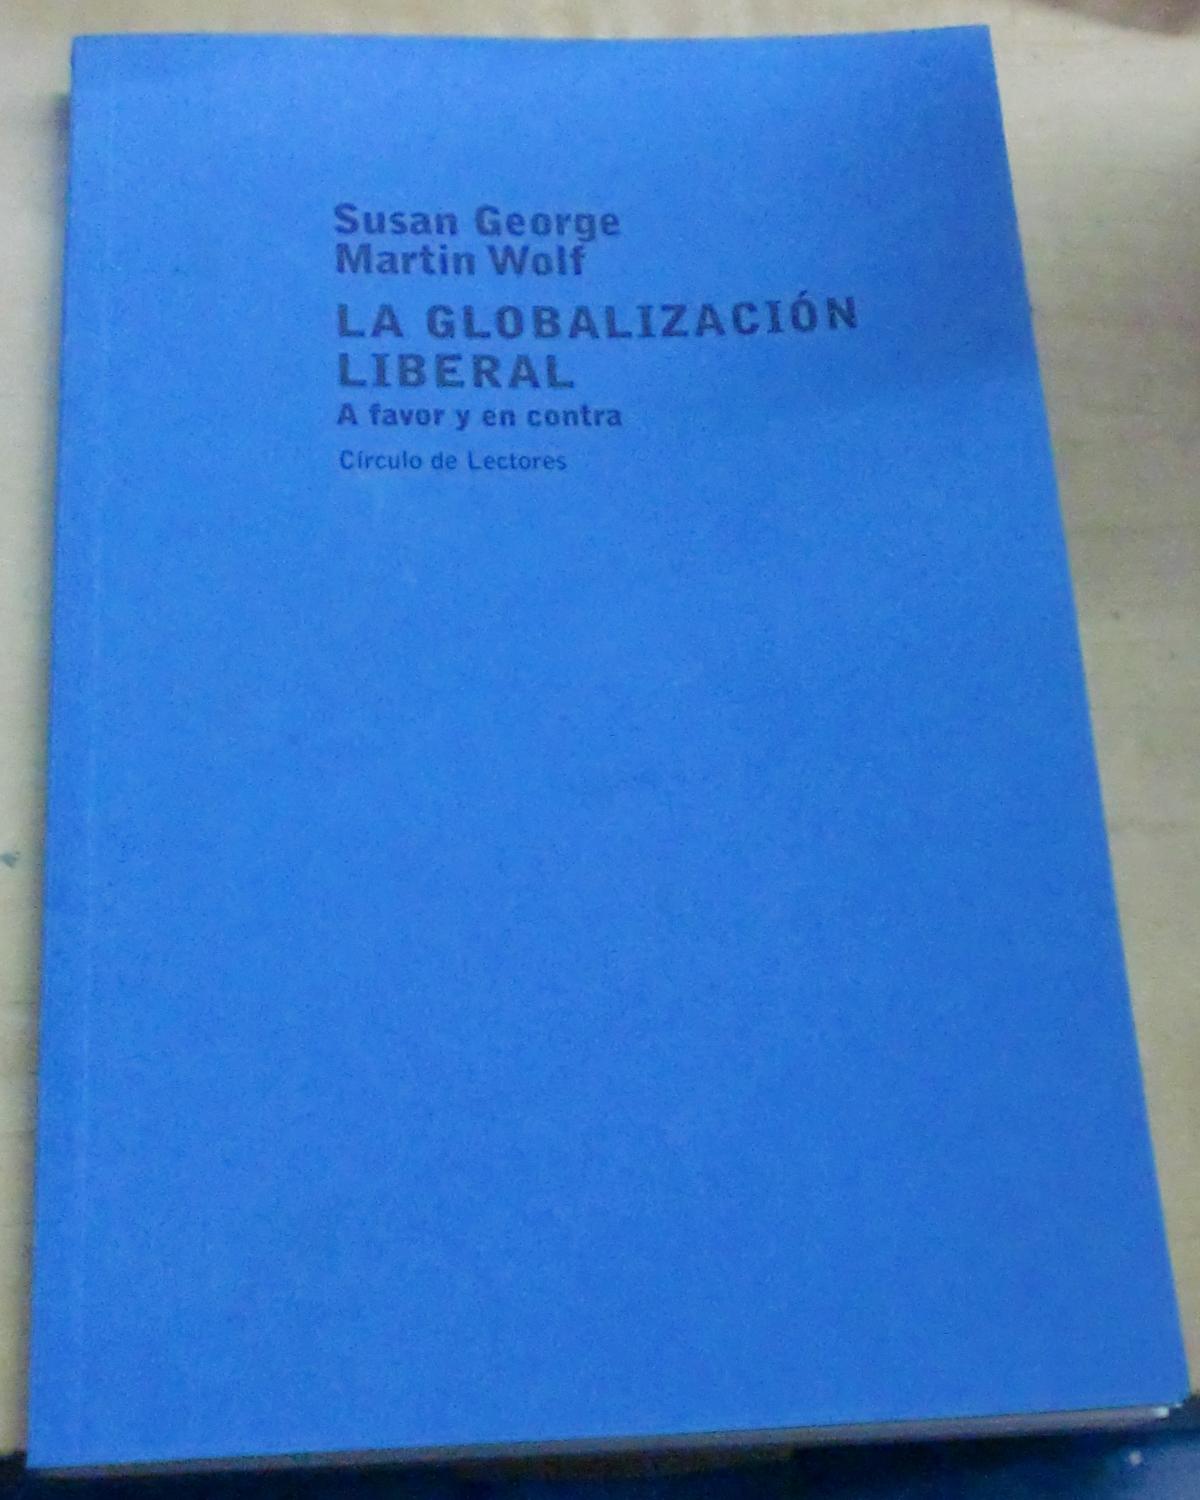 Susan George
Martin Wolf
LA GLOBALIZACIÓN
LIBERAL
A favor y en contra
Círculo de Lectores